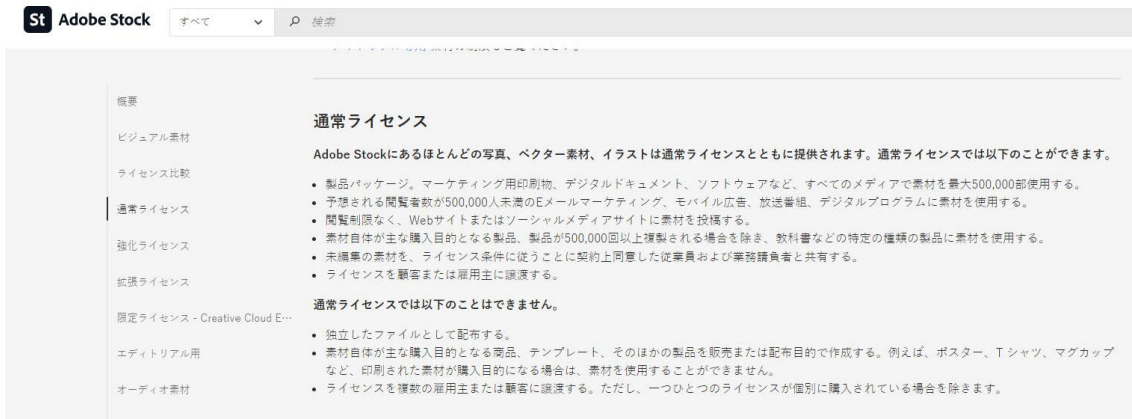 St Adobe Stock すべて 検索
概要
ビジュアル素材
ライセンス比較
通常ライセンス
強化ライセンス
拡張ライセンス
限定ライセンス - Creative Cloud E…
エディトリアル用
オーディオ素材
通常ライセンス
Adobe Stockにあるほとんどの写真、ベクター素材、イラストは通常ライセンスとともに提供されます。通常ライセンスでは以下のことができます。
• 製品パッケージ。マーケティング用印刷物、デジタルドキュメント、ソフトウェアなど、すべてのメディアで素材を最大500,000部使用する。
• 予想される閲覧者数が500,000人未満のEメールマーケティング、モバイル広告、放送番組、デジタルプログラムに素材を使用する。
• 閲覧制限なく、Webサイトまたはソーシャルメディアサイトに素材を投稿する。
• 素材自体が主な購入目的となる製品、製品が500,000回以上複製される場合を除き、教科書などの特定の種類の製品に素材を使用する。
• 未編集の素材を、ライセンス条件に従うことに契約上同意した従業員および業務請負者と共有する。
• ライセンスを顧客または雇用主に譲渡する。
通常ライセンスでは以下のことはできません。
• 独立したファイルとして配布する。
• 素材自体が主な購入目的となる商品、テンプレート、そのほかの製品を販売または配布目的で作成する。例えば、ポスター、Tシャツ、マグカップ
など、印刷された素材が購入目的になる場合は、素材を使用することができません。
• ライセンスを複数の雇用主または顧客に譲渡する。ただし、一つひとつのライセンスが個別に購入されている場合を除きます。